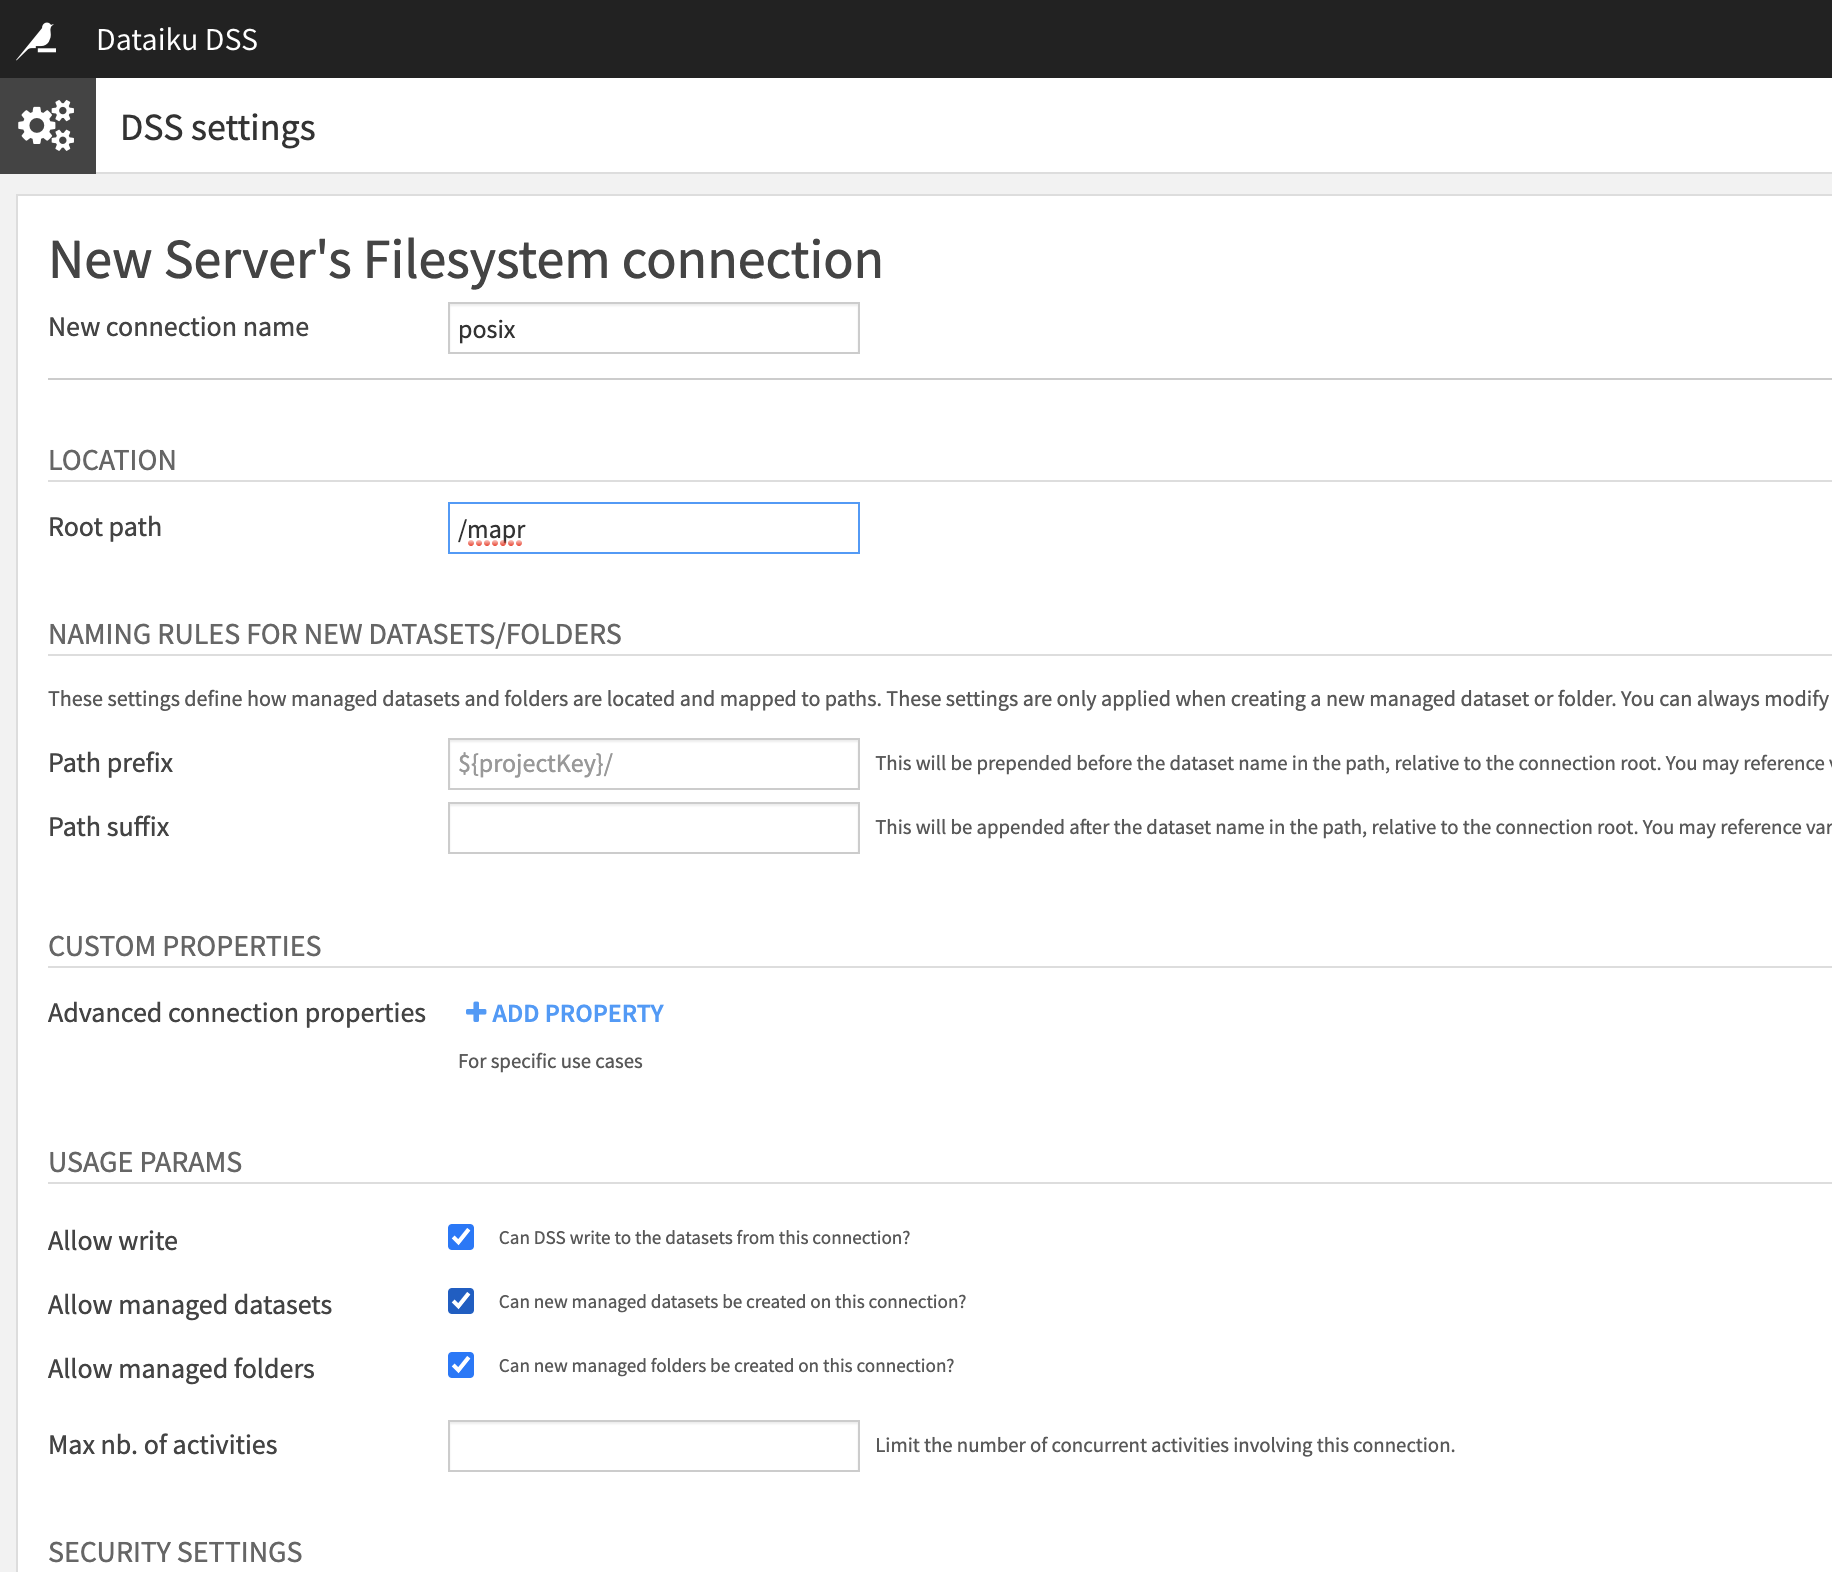 Dataiku DSS
DSS settings
New Server's Filesystem connection
New connection name
posix
LOCATION
Root path
/mapr
NAMING RULES FOR NEW DATASETS/FOLDERS
These settings define how managed datasets and folders are located and mapped to paths. These settings are only applied when creating a new managed dataset or folder. You can always modify
Path prefix
${projectKey}/
This will be prepended before the dataset name in the path, relative to the connection root. You may reference
Path suffix
This will be appended after the dataset name in the path, relative to the connection root. You may reference var
CUSTOM PROPERTIES
Advanced connection properties
+ ADD PROPERTY
For specific use cases
USAGE PARAMS
Allow write
Can DSS write to the datasets from this connection?
Allow managed datasets
Can new managed datasets be created on this connection?
Allow managed folders
Can new managed folders be created on this connection?
Max nb. of activities
Limit the number of concurrent activities involving this connection.
SECURITY SETTINGS